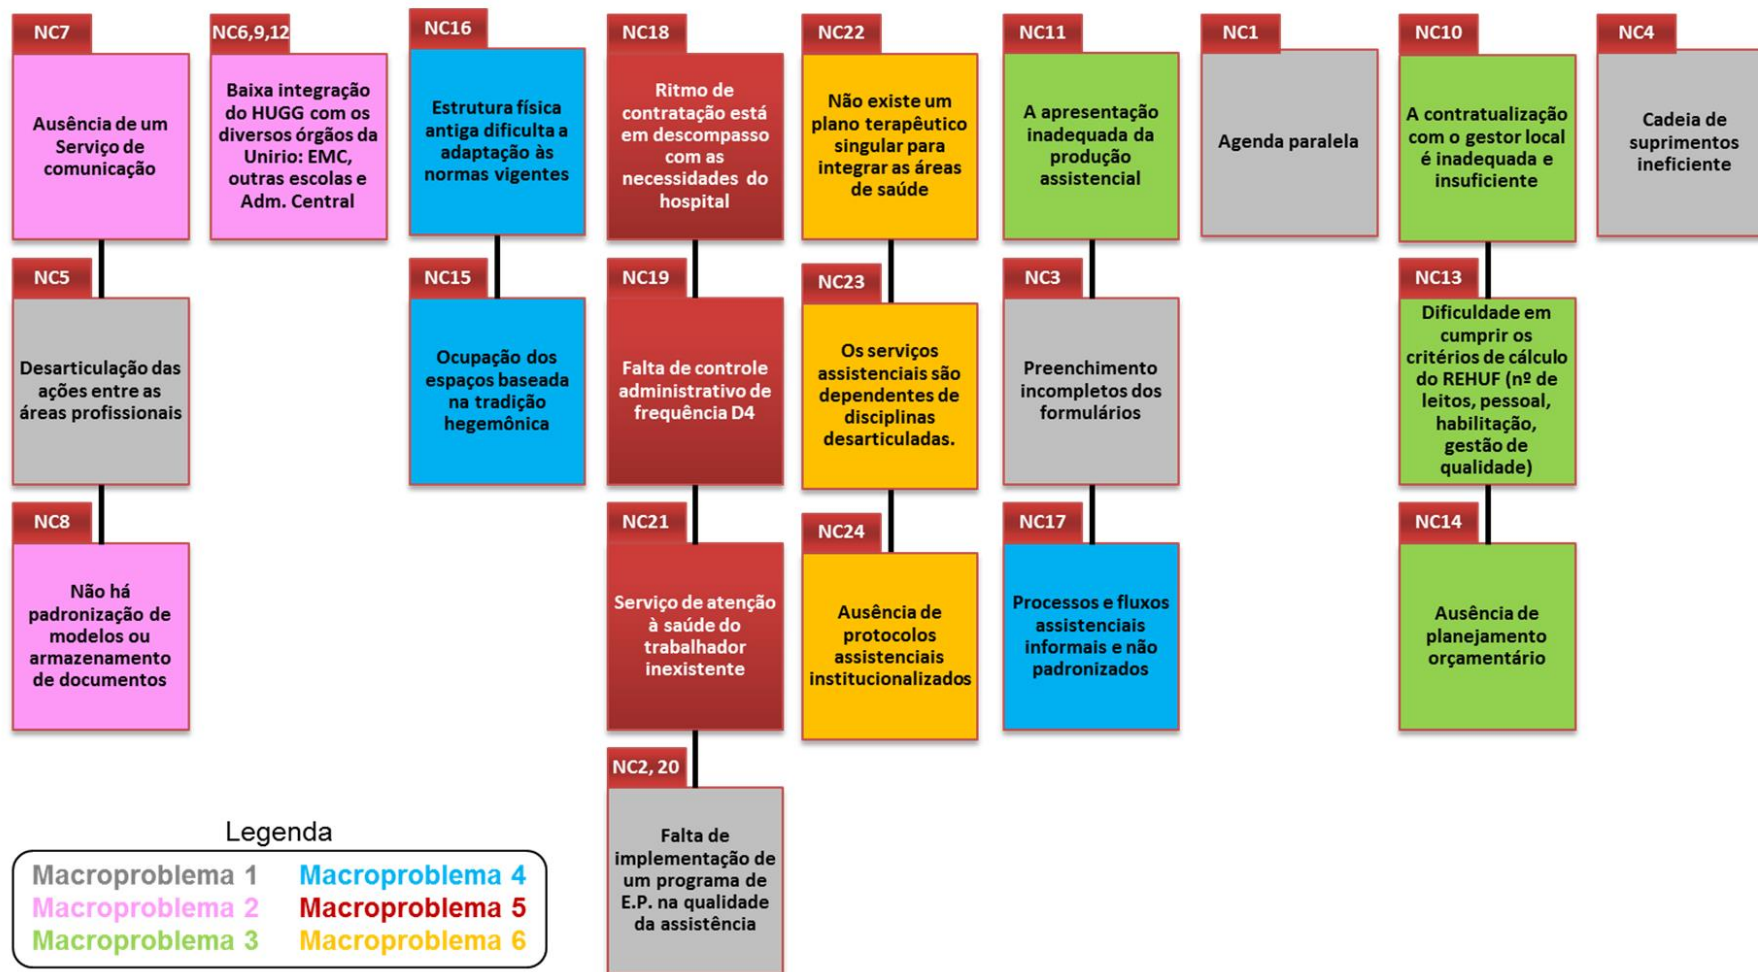 NC7
Ausência de um
Serviço de
comunicação
NC5
Desarticulação das
ações entre as
áreas profissionais
NC8
Não há
padronização de
modelos ou
armazenamento
de documentos
NC6,9,12
Baixa integração
do HUGG com os
diversos órgãos da
Unirio: EMC,
outras escolas e
Adm. Central
NC16
Estrutura física
antiga dificulta a
adaptação às
normas vigentes
NC15
Ocupação dos
espaços baseada
na tradição
hegemônica
NC18
Ritmo de
contratação está
em descompasso
com as
necessidades do
hospital
NC19
Falta de controle
administrativo de
frequência D4
NC21
Serviço de atenção
à saúde do
trabalhador
inexistente
NC2, 20
Falta de
implementação de
um programa de
E.P. na qualidade
da assistência
NC22
Não existe um
plano terapêutico
singular para
integrar as áreas
de saúde
NC23
Os serviços
assistenciais são
dependentes de
disciplinas
desarticuladas.
NC24
Ausência de
protocolos
assistenciais
institucionalizados
NC11
A apresentação
inadequada da
produção
assistencial
NC3
Preenchimento
incompletos dos
formulários
NC17
Processos e fluxos
assistenciais
informais e não
padronizados
NC1
Agenda paralela
NC10
A contratualização
com o gestor local
é inadequada e
insuficiente
NC13
Dificuldade em
cumprir os
critérios de cálculo
do REHUF (nº de
leitos, pessoal,
habilitação,
gestão de
qualidade)
NC14
Ausência de
planejamento
orçamentário
NC4
Cadeia de
suprimentos
ineficiente
Legenda
Macroproblema 1
Macroproblema 2
Macroproblema 3
Macroproblema 4
Macroproblema 5
Macroproblema 6